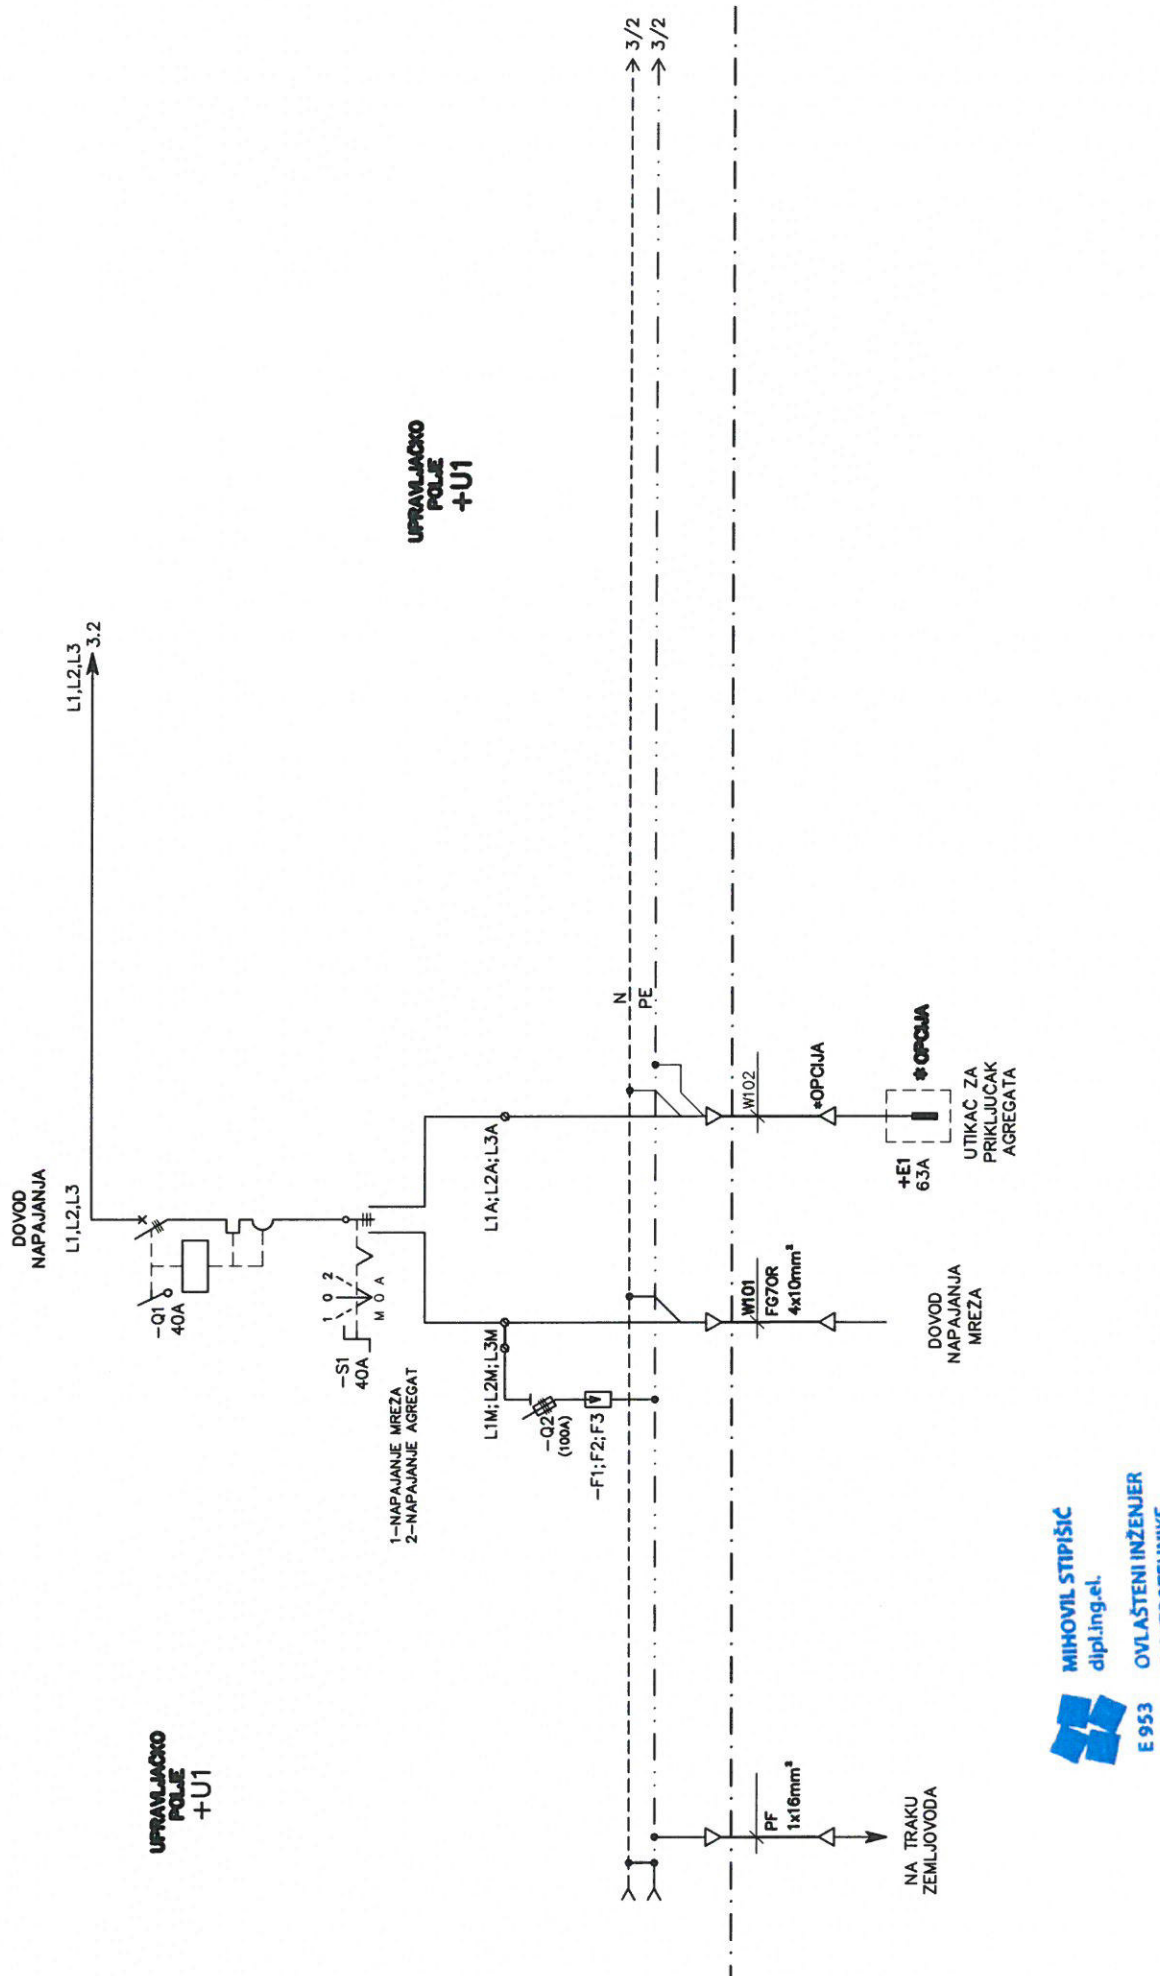 DOVOD
NAPAJANJA
L1,L2,L3
L1,L2,L3
3.2
UPRAVLJAČKO
POLJE
+U1
UPRAVLJAČKO
POLJE
+U1
-Q1
40A
-S1
40A
1 0 2
M O A
1-NAPAJANJE MREŽA
2-NAPAJANJE AGREGAT
L1M;L2M;L3M
L1A;L2A;L3A
-Q2
(100A)
-F1;F2;F3
N
PE
3/2
3/2
PF
1x16mm²
W101
FG7OR
4x10mm²
W102
*OPCIJA
NA TRAKU
ZEMLJOVODA
DOVOD
NAPAJANJA
MREŽA
+E1
63A
*OPCIJA
UTIKAČ ZA
PRIKLJUČAK
AGREGATA
MIHOVIL STIPIŠIĆ
dipl.ing.el.
E 953 OVLAŠTENI INŽENJER